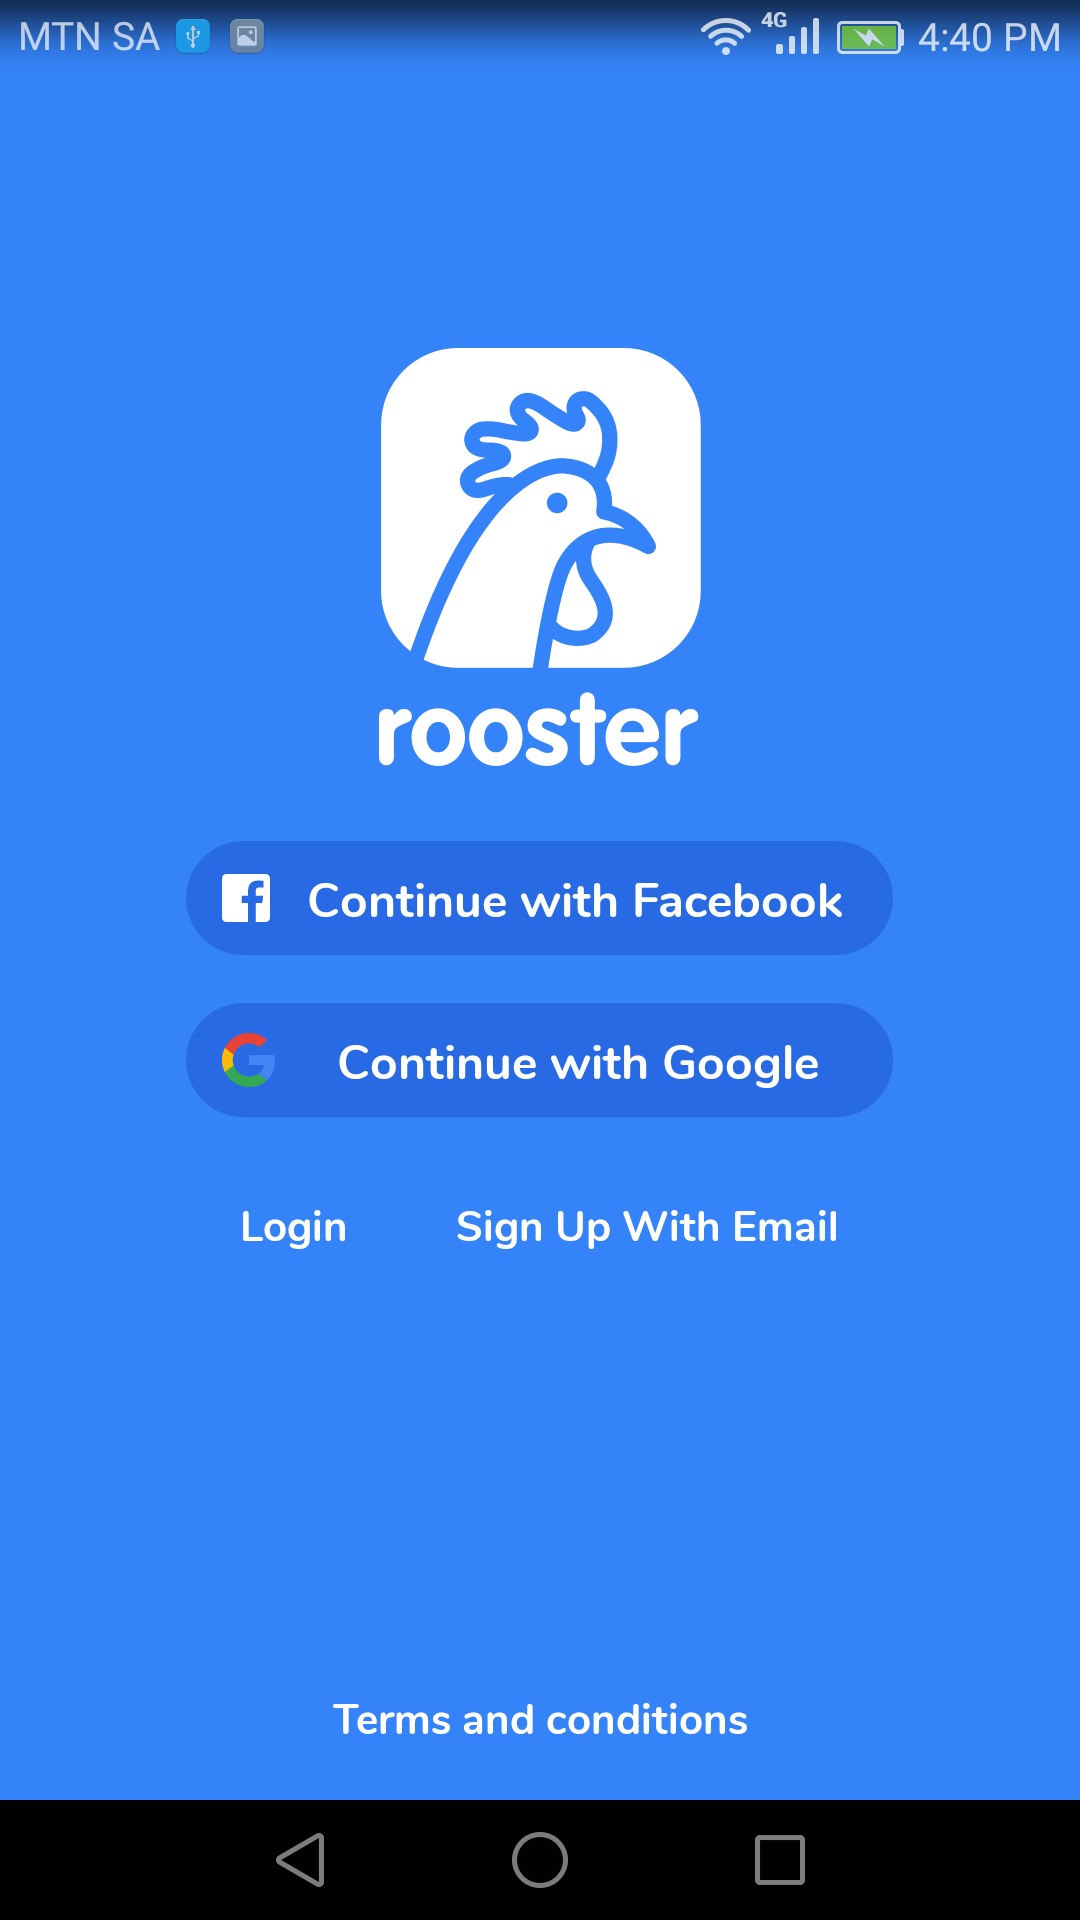 MTN SA 4G 4:40 PM
rooster
Continue with Facebook
Continue with Google
Login Sign Up With Email
Terms and conditions